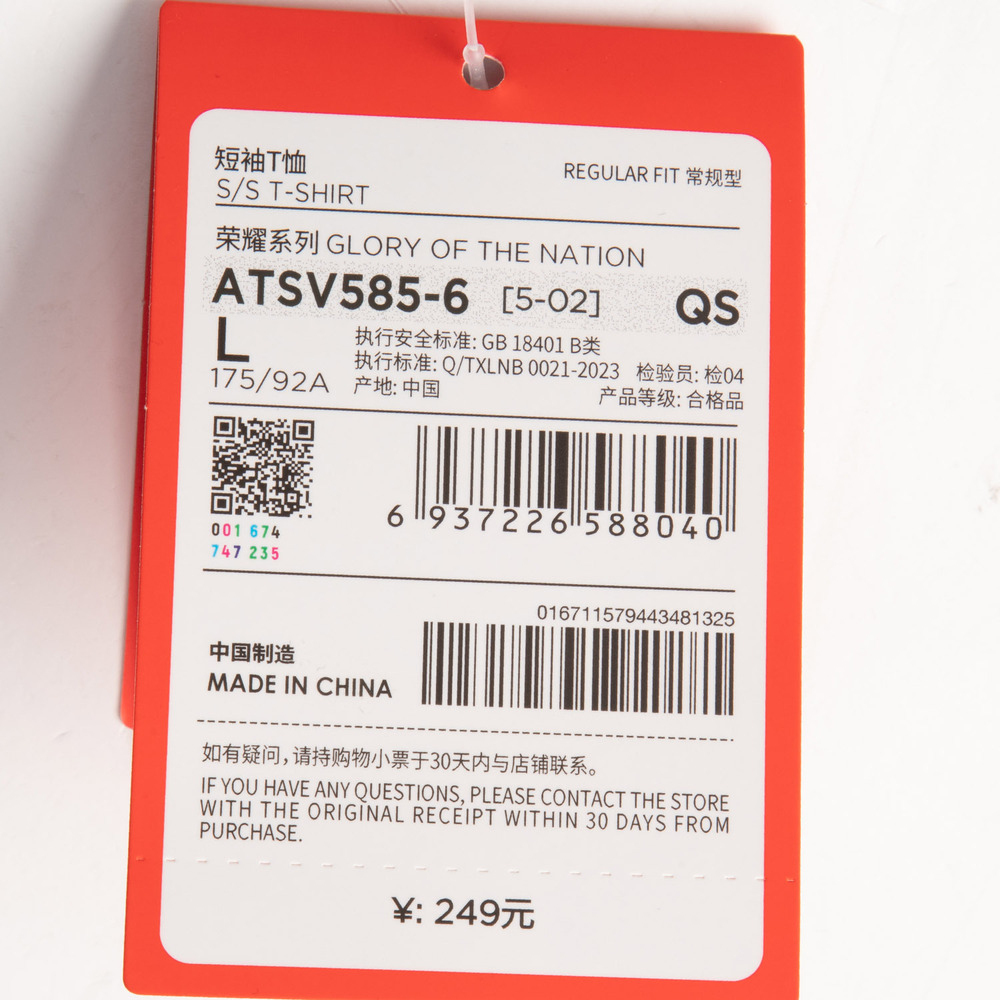 短袖T恤
S/S T-SHIRT
REGULAR FIT 常规型
荣耀系列 GLORY OF THE NATION
ATSV585-6 [5-02] QS
L
175/92A
执行安全标准: GB 18401 B类
执行标准: Q/TXLNB 0021-2023 检验员: 检04
产地: 中国 产品等级: 合格品
6 937226 588040
001 674
747 235
016711579443481325
中国制造
MADE IN CHINA
如有疑问,请持购物小票于30天内与店铺联系。
IF YOU HAVE ANY QUESTIONS, PLEASE CONTACT THE STORE
WITH THE ORIGINAL RECEIPT WITHIN 30 DAYS FROM
PURCHASE.
¥: 249元